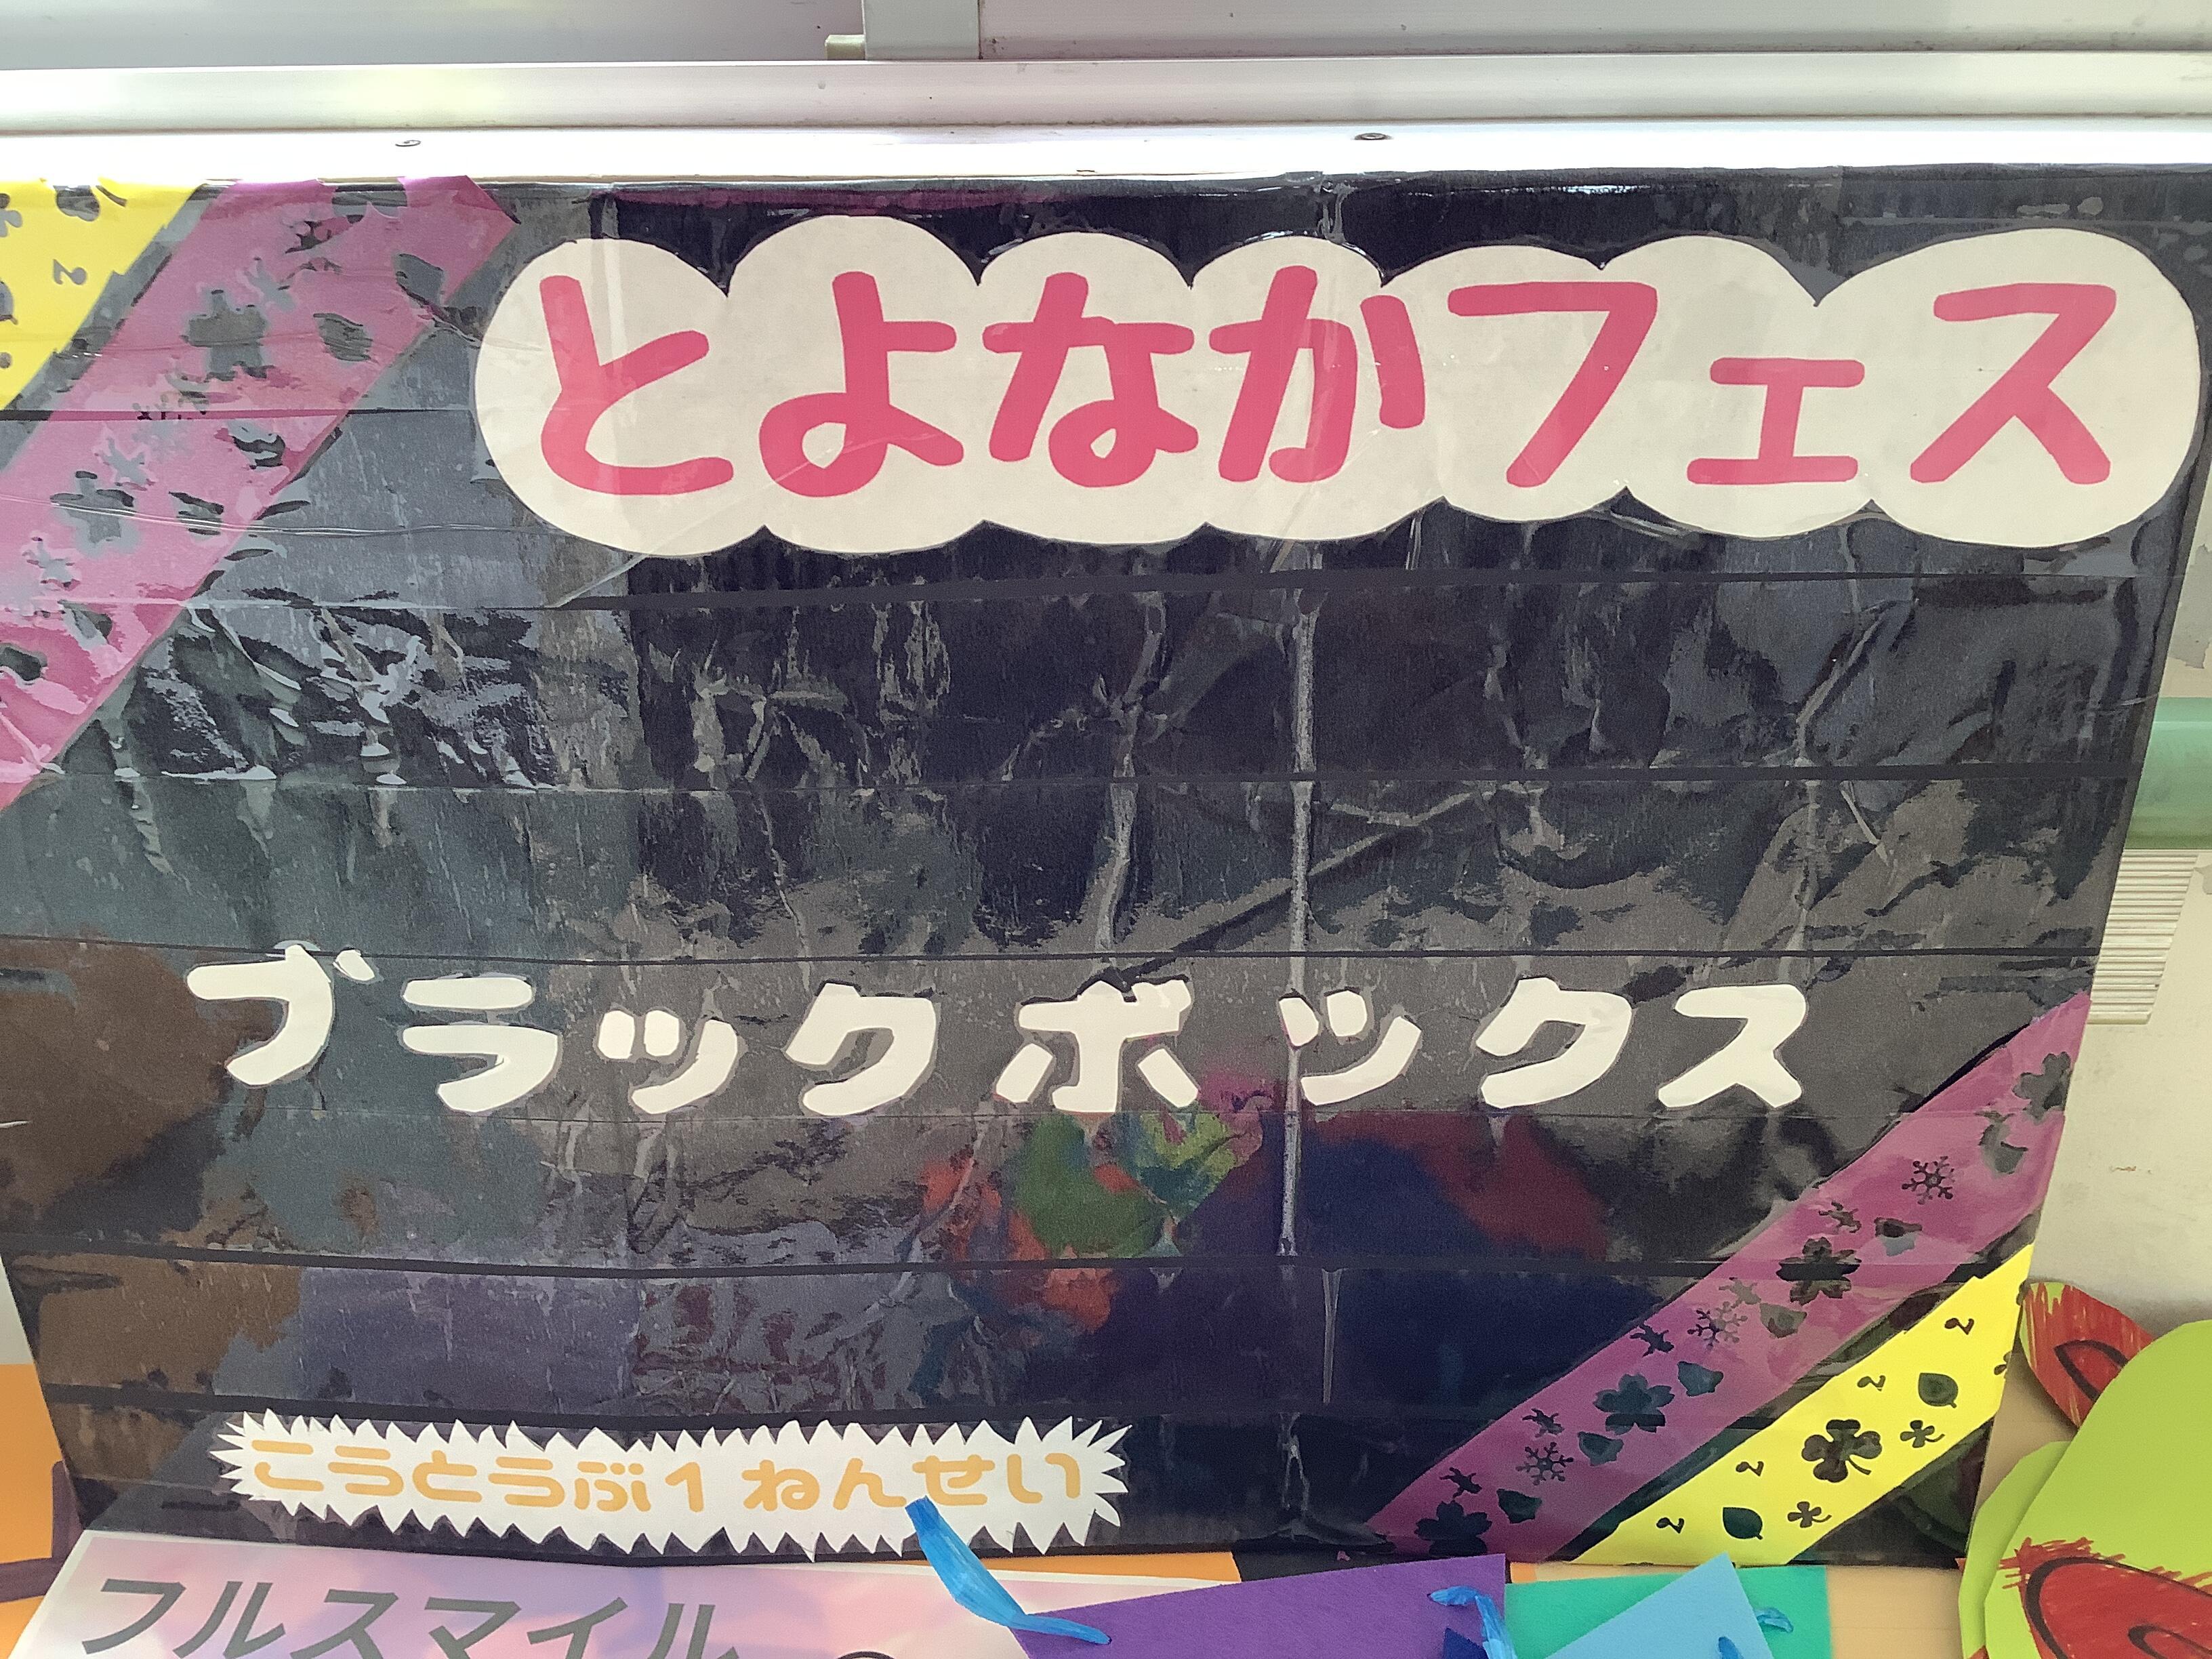 とよなかフェス
ブラックボックス
こうとうぶ1ねんせい
フルスマイル